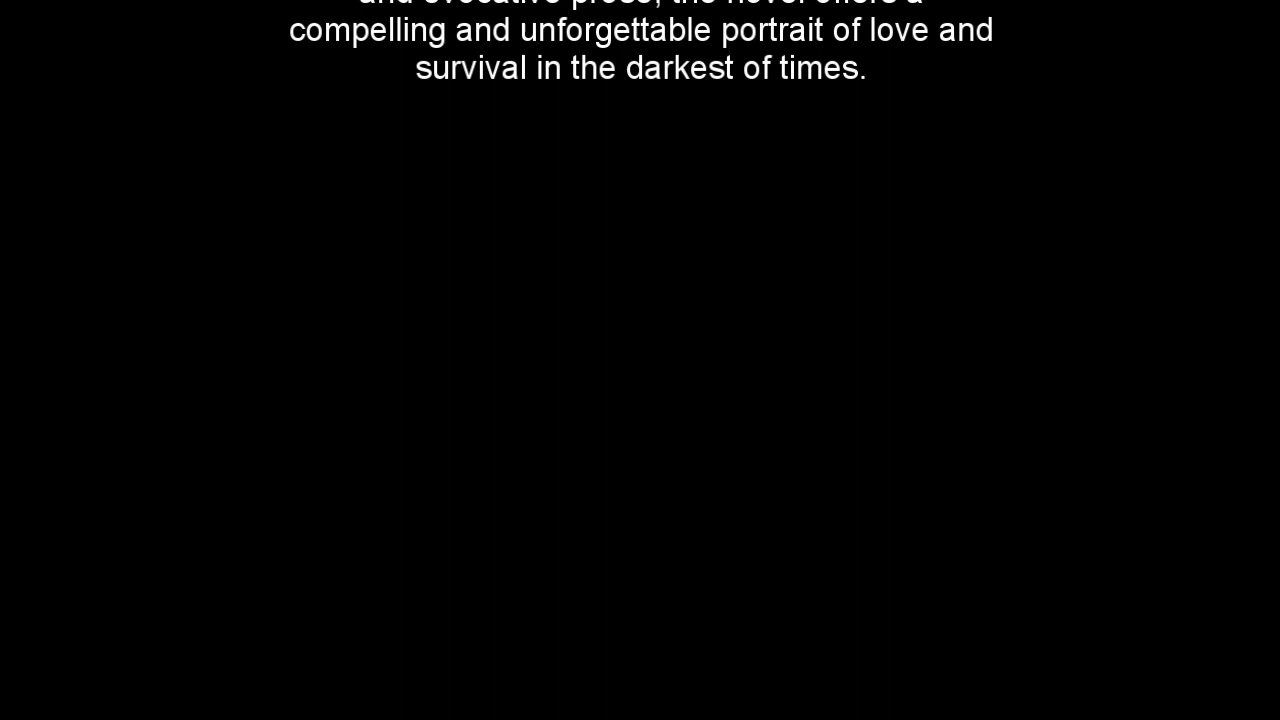 and evocative prose, the novel offers a
compelling and unforgettable portrait of love and
survival in the darkest of times.